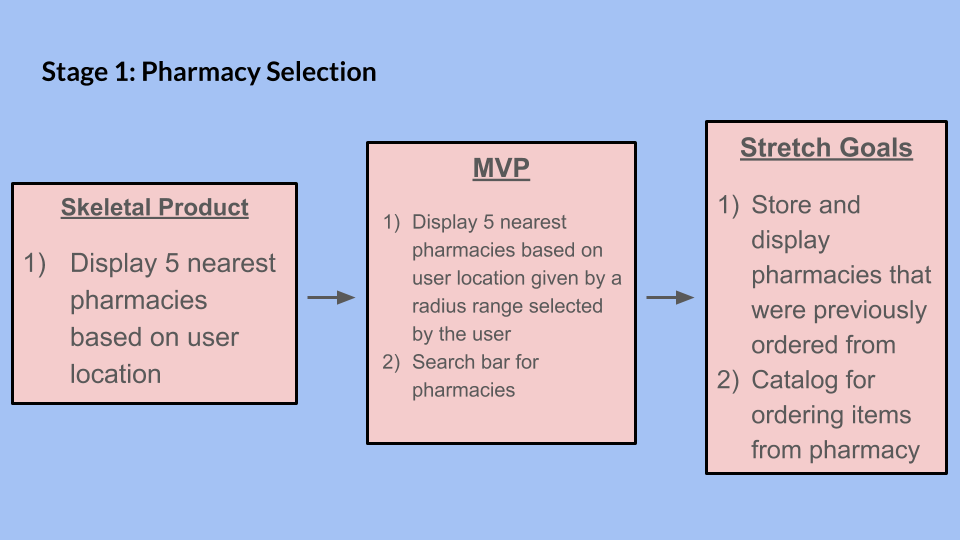 Stage 1: Pharmacy Selection
Skeletal Product
1) Display 5 nearest
pharmacies
based on user
location
MVP
1) Display 5 nearest
pharmacies based on
user location given by a
radius range selected
by the user
2) Search bar for
pharmacies
Stretch Goals
1) Store and
display
pharmacies that
were previously
ordered from
2) Catalog for
ordering items
from pharmacy